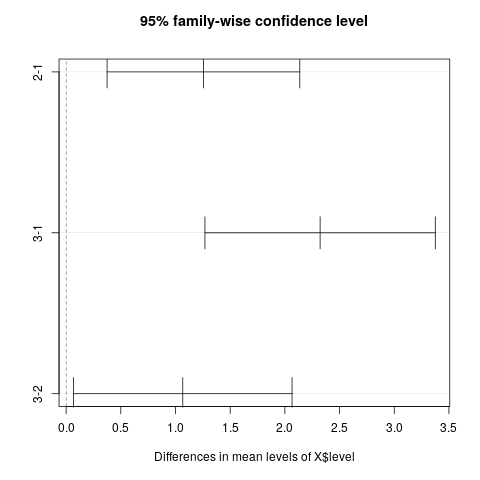 95% family-wise confidence level
2-1
3-1
3-2
0.0 0.5 1.0 1.5 2.0 2.5 3.0 3.5
Differences in mean levels of X$level